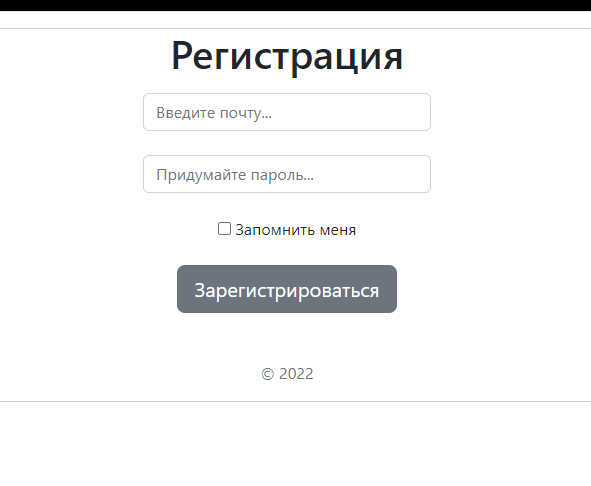 Регистрация
Введите почту...
Придумайте пароль...
Запомнить меня
Зарегистрироваться
© 2022